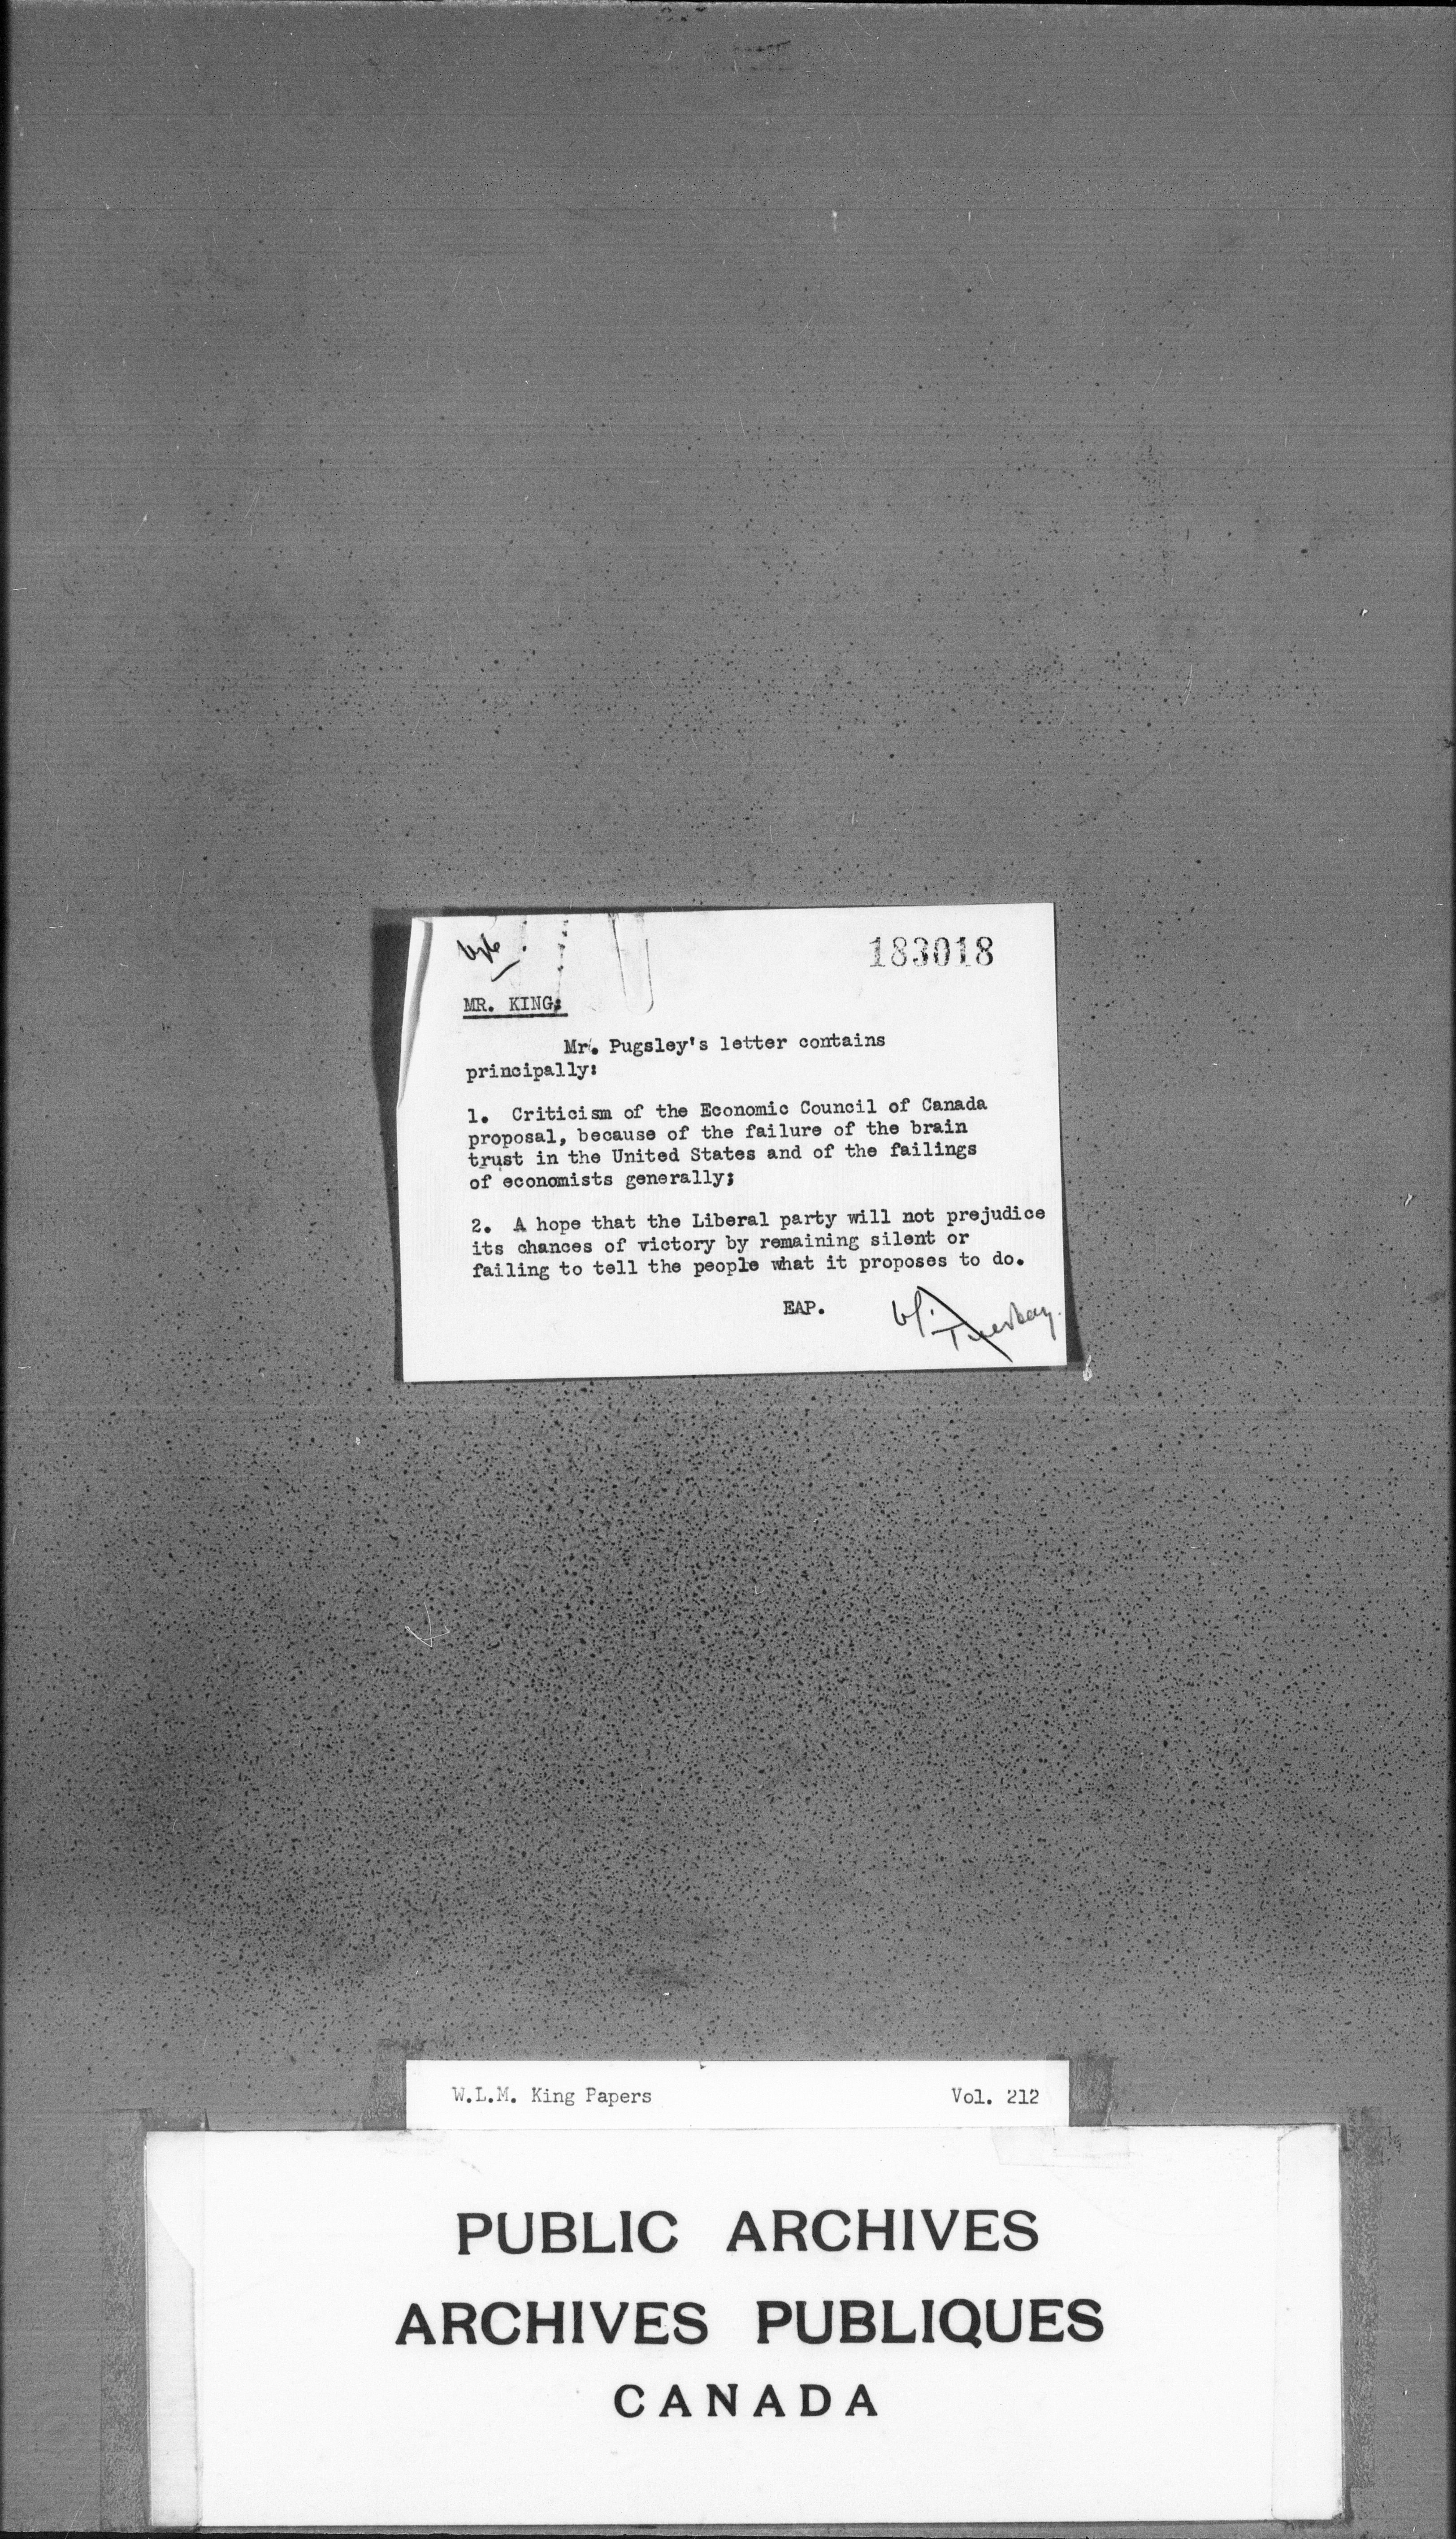 183018
MR. KING:
Mr. Pugsley's letter contains
principally:
1. Criticism of the Economic Council of Canada
proposal, because of the failure of the brain
trust in the United States and of the failings
of economists generally;
2. A hope that the Liberal party will not prejudice
its chances of victory by remaining silent or
failing to tell the people what it proposes to do.
EAP.
Tuesday.
W.L.M. King Papers Vol. 212
PUBLIC ARCHIVES
ARCHIVES PUBLIQUES
CANADA